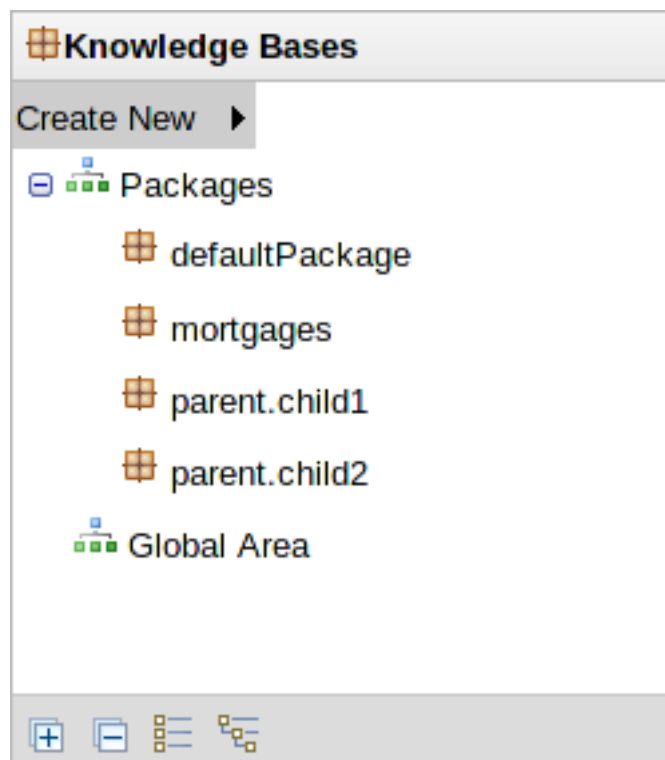 Knowledge Bases
Create New
Packages
defaultPackage
mortgages
parent.child1
parent.child2
Global Area